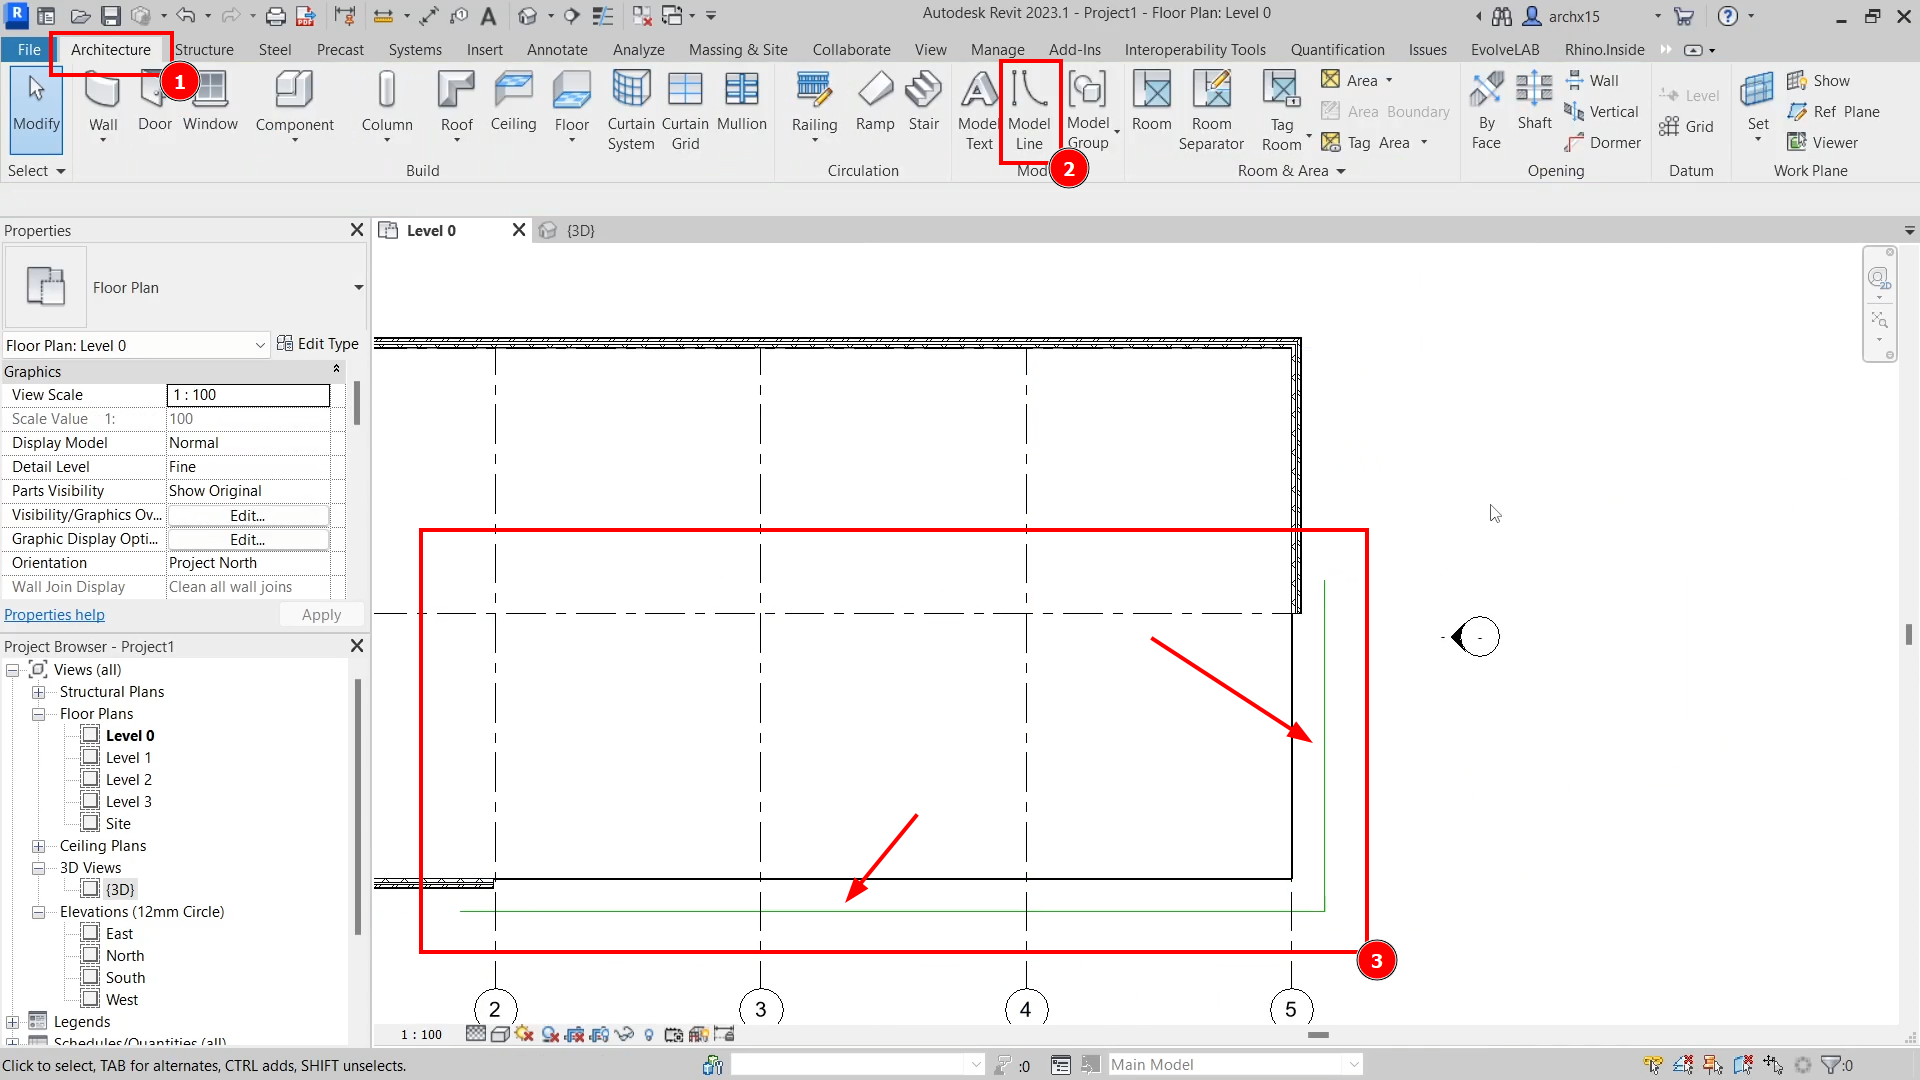 Autodesk Revit 2023.1 - Project1 - Floor Plan: Level 0
archx15
File Architecture Structure Steel Precast Systems Insert Annotate Analyze Massing & Site Collaborate View Manage Add-Ins Interoperability Tools Quantification Issues EvolveLAB Rhino.Inside
1
Modify
Wall
Door
Window
Component
Column
Roof
Ceiling
Floor
Curtain System
Curtain Grid
Mullion
Railing
Ramp
Stair
Model Text
Model Line
Model Group
Room
Room Separator
Tag Room
Area
Area Boundary
Tag Area
By Face
Shaft
Wall
Vertical
Dormer
Level
Grid
Set
Show
Ref Plane
Viewer
2
Select
Build
Circulation
Room & Area
Opening
Datum
Work Plane
Properties
Level 0
{3D}
Floor Plan
Floor Plan: Level 0
Edit Type
Graphics
View Scale 1 : 100
Scale Value 1: 100
Display Model Normal
Detail Level Fine
Parts Visibility Show Original
Visibility/Graphics Ov... Edit...
Graphic Display Opti... Edit...
Orientation Project North
Wall Join Display Clean all wall joins
Properties help
Apply
Project Browser - Project1
Views (all)
Structural Plans
Floor Plans
Level 0
Level 1
Level 2
Level 3
Site
Ceiling Plans
3D Views
{3D}
Elevations (12mm Circle)
East
North
South
West
Legends
Schedules/Quantities (all)
3
2 3 4 5
1 : 100
Click to select, TAB for alternates, CTRL adds, SHIFT unselects.
:0
Main Model
:0